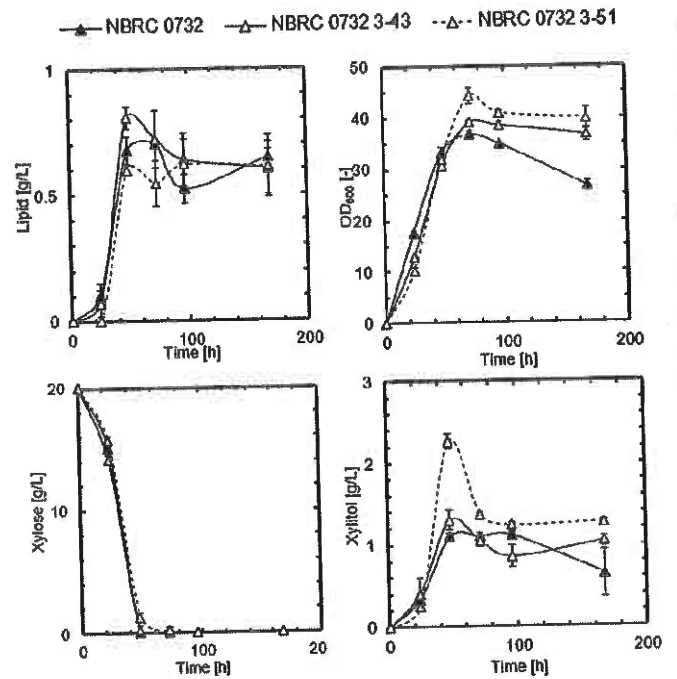 NBRC 0732 NBRC 0732 3-43 NBRC 0732 3-51
1
0.5
0
Lipid [g/L]
0 100 200
Time [h]
50
40
30
20
10
0
OD600 [-]
0 100 200
Time [h]
20
10
0
Xylose [g/L]
0 100 20
Time [h]
3
2
1
0
Xylitol [g/L]
0 100 200
Time [h]